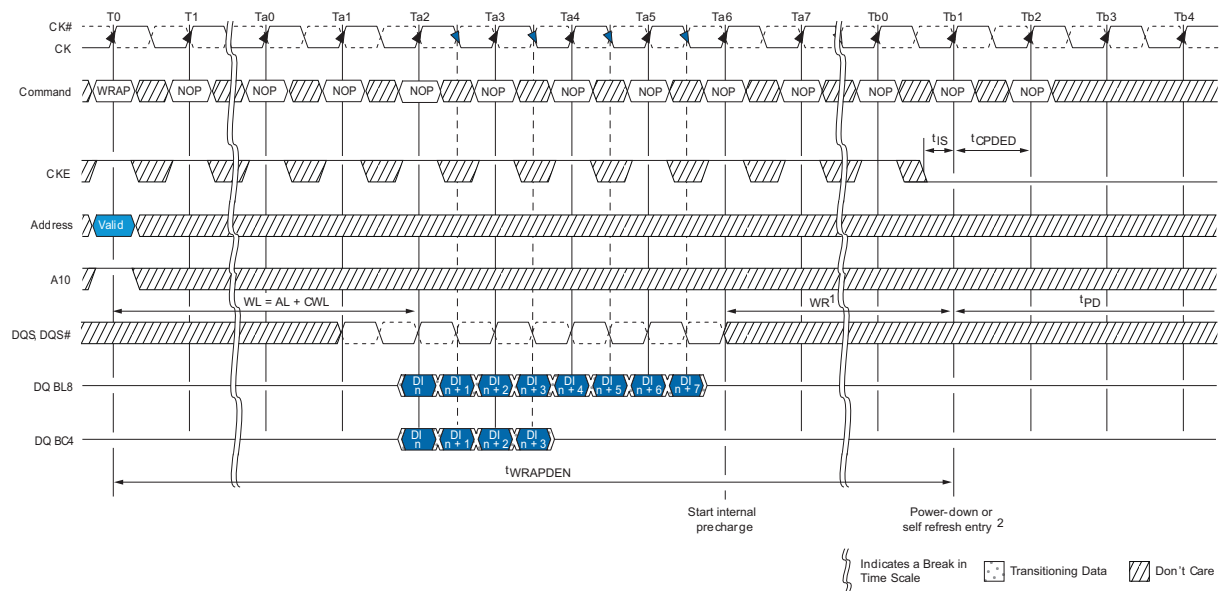 T0 T1 Ta0 Ta1 Ta2 Ta3 Ta4 Ta5 Ta6 Ta7 Tb0 Tb1 Tb2 Tb3 Tb4
CK#
CK
Command WRAP NOP NOP NOP NOP NOP NOP NOP NOP NOP NOP NOP NOP
tIS tCPDED
CKE
Address Valid
A10
WL = AL + CWL WR1 tPD
DQS, DQS#
DQ BL8 DI n DI n + 1 DI n + 2 DI n + 3 DI n + 4 DI n + 5 DI n + 6 DI n + 7
DQ BC4 DI n DI n + 1 DI n + 2 DI n + 3
tWRAPDEN
Start internal
precharge
Power-down or
self refresh entry 2
Indicates a Break in
Time Scale
Transitioning Data
Don't Care